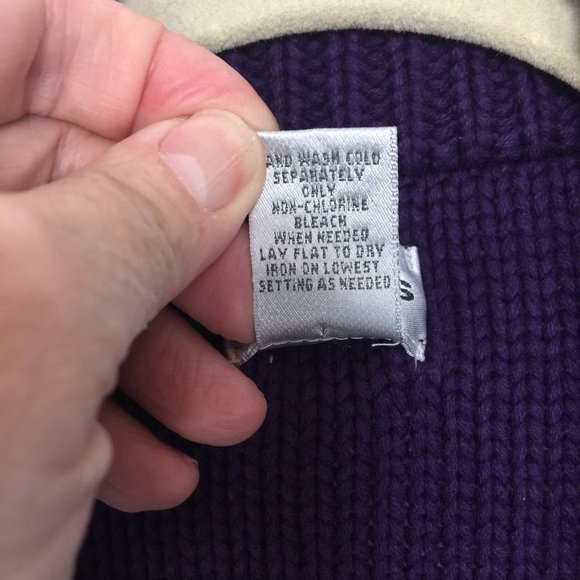 AND WASH COLD
SEPARATELY
ONLY
NON-CHLORINE
BLEACH
WHEN NEEDED
LAY FLAT TO DRY
IRON ON LOWEST
SETTING AS NEEDED
S